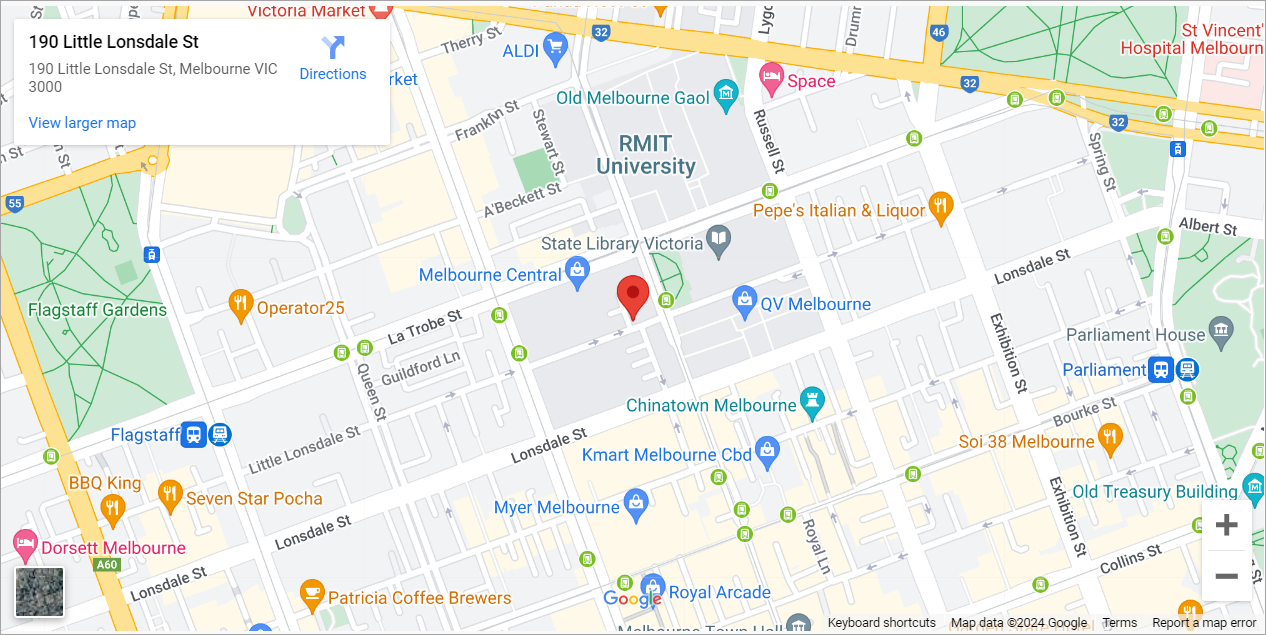 Victoria Market
190 Little Lonsdale St
190 Little Lonsdale St, Melbourne VIC
3000
Directions
View larger map
Therry St
ALDI
32
46
St Vincent'
Hospital Melbourn
Space
32
32
Old Melbourne Gaol
Franklin St
Stewart St
RMIT
University
Russell St
Spring St
A'Beckett St
55
Pepe's Italian & Liquor
Albert St
State Library Victoria
Melbourne Central
Lonsdale St
Flagstaff Gardens
Operator25
QV Melbourne
La Trobe St
Exhibition St
Parliament House
Guildford Ln
Queen St
Parliament
Chinatown Melbourne
Bourke St
Flagstaff
Little Lonsdale St
Lonsdale St
Soi 38 Melbourne
Kmart Melbourne Cbd
BBQ King
Seven Star Pocha
Myer Melbourne
Exhibition St
Old Treasury Building
Lonsdale St
Royal Ln
Dorsett Melbourne
A60
Collins St
Lonsdale St
Patricia Coffee Brewers
Google
Royal Arcade
Melbourne Town Hall
Keyboard shortcuts
Map data ©2024 Google
Terms
Report a map error